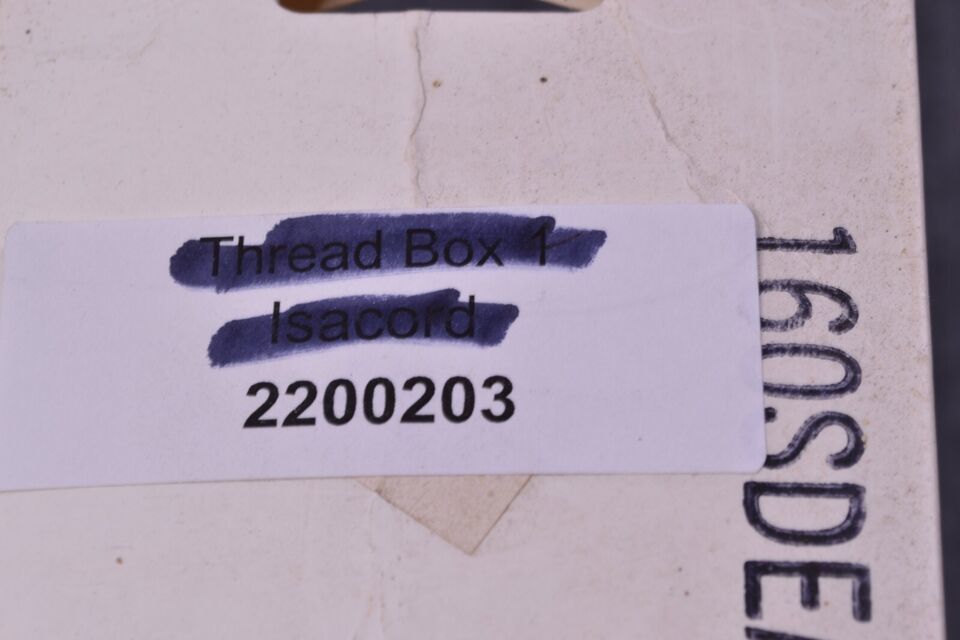 Thread Box 1
Isacord
2200203
160SDE